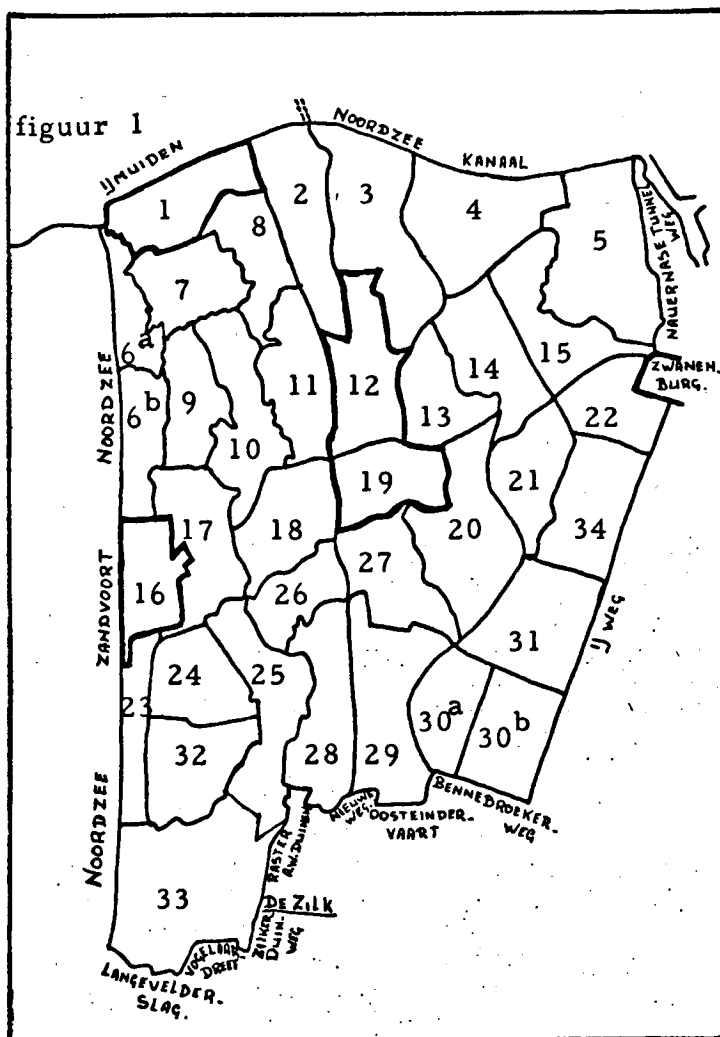 figuur 1
IJMUIDEN
NOORDZEE
KANAAL
NAUERNASE TUNNEL
WEG
1
2
3
4
5
8
7
6a
6b
9
10
11
12
13
14
15
ZWANEN.
BURG.
22
NOORDZEE
19
21
17
18
20
34
16
27
26
ZANDVOORT
31
IJ WEG
24
25
23
30a
30b
32
28
29
NOORDZEE
NIEUWE
WEG.
OOSTEINDER-
VAART
BENNEBROEKER-
WEG
RASTER
A.W. DUINEN
33
DE ZILK
ZILKER
DUIN.
WEG
VOGELAAR
DREEF
LANGEVELDER-
SLAG.